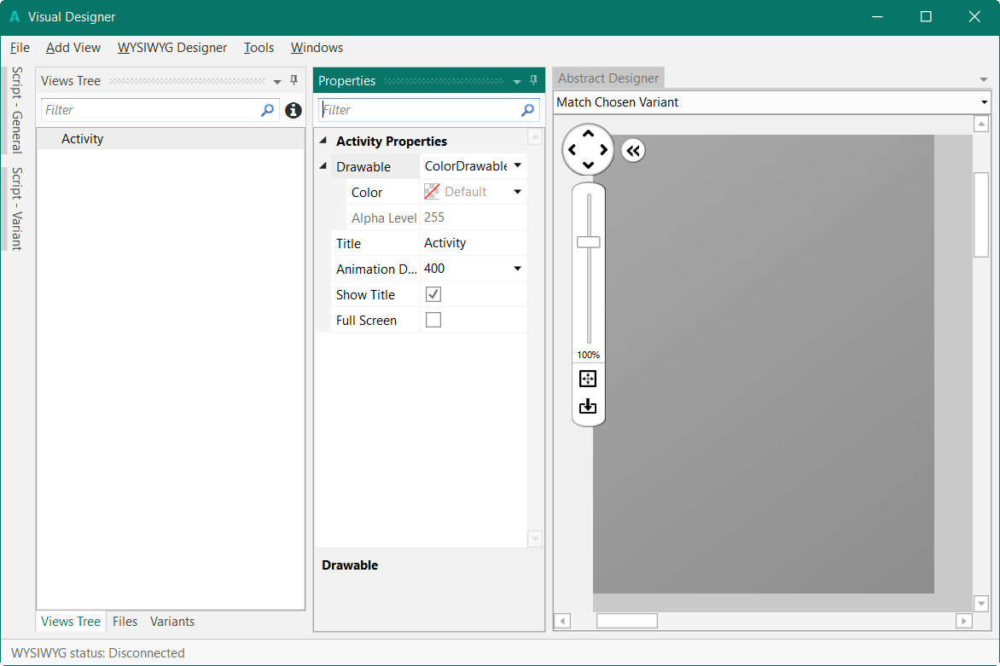 A Visual Designer
File Add View WYSIWYG Designer Tools Windows
Script - General
Script - Variant
Views Tree
Filter
Activity
Views Tree Files Variants
Properties
Filter
Activity Properties
Drawable ColorDrawable
Color Default
Alpha Level 255
Title Activity
Animation D... 400
Show Title
Full Screen
Drawable
Abstract Designer
Match Chosen Variant
100%
WYSIWYG status: Disconnected